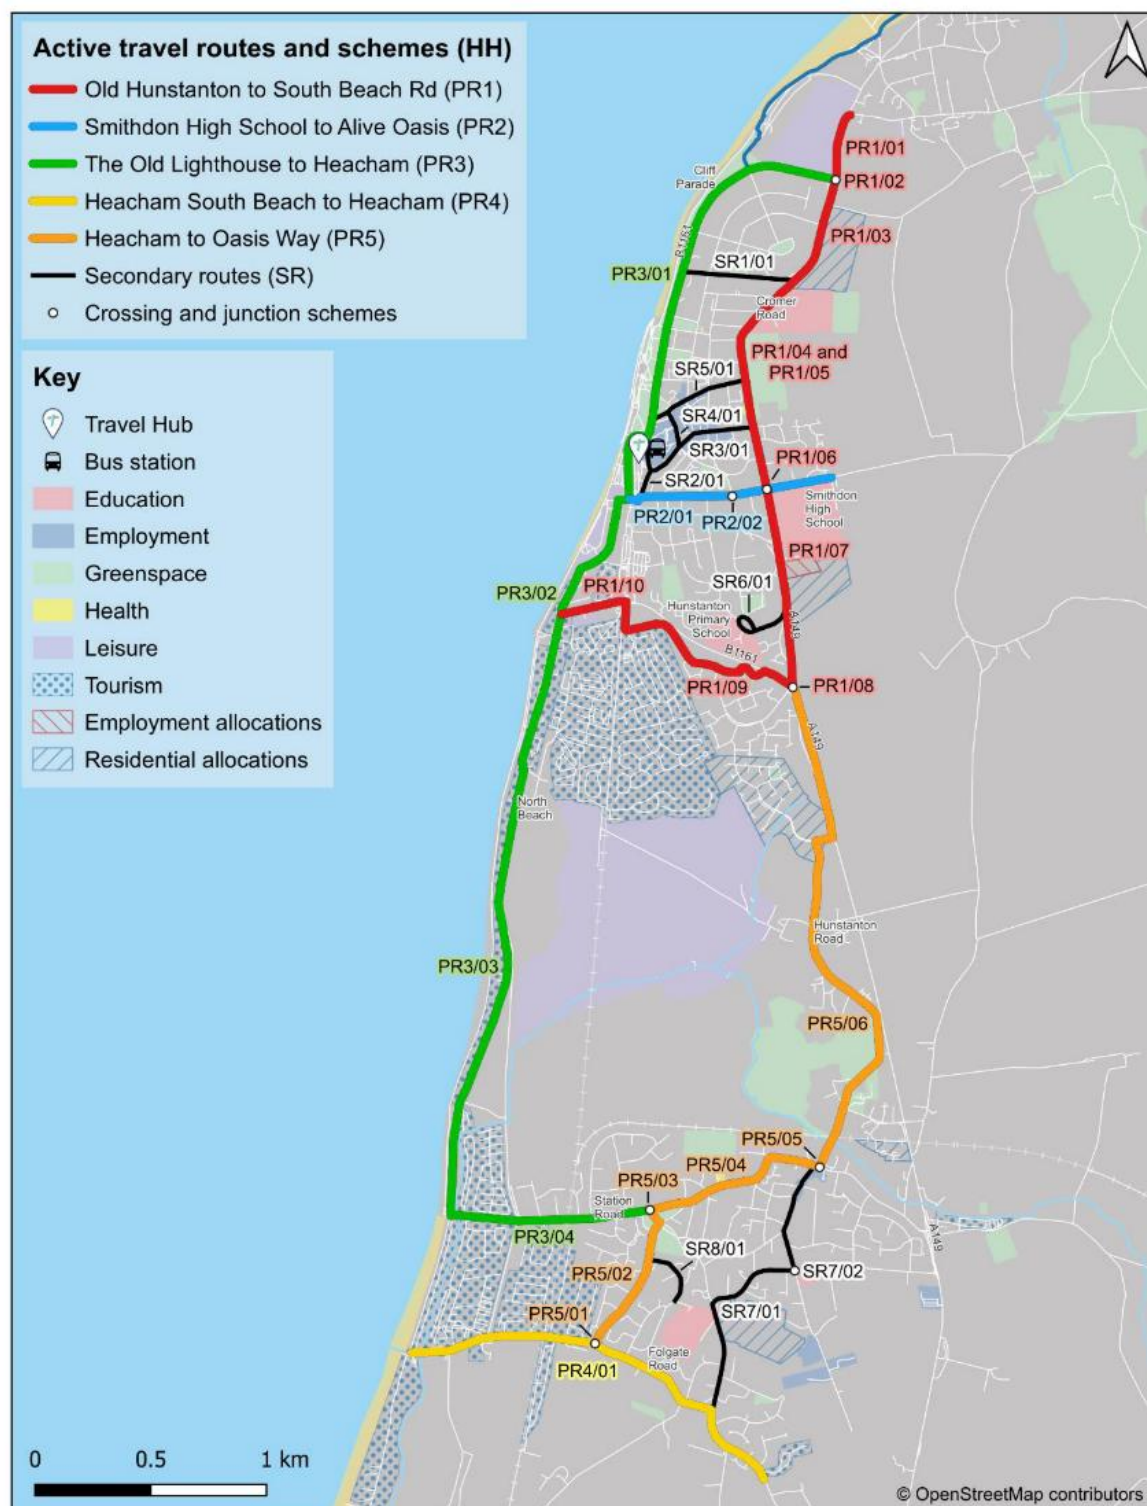 Active travel routes and schemes (HH)
Old Hunstanton to South Beach Rd (PR1)
Smithdon High School to Alive Oasis (PR2)
The Old Lighthouse to Heacham (PR3)
Heacham South Beach to Heacham (PR4)
Heacham to Oasis Way (PR5)
Secondary routes (SR)
Crossing and junction schemes
Key
Travel Hub
Bus station
Education
Employment
Greenspace
Health
Leisure
Tourism
Employment allocations
Residential allocations
PR1/01
Cliff
Parade
PR1/02
PR1/03
B1161
SR1/01
PR3/01
Cromer
Road
PR1/04 and
PR1/05
SR5/01
SR4/01
SR3/01
PR1/06
SR2/01
Smithdon
High
School
PR2/01
PR2/02
PR1/07
SR6/01
PR1/10
PR3/02
Hunstanton
Primary
School
A149
B1161
PR1/09
PR1/08
A149
North
Beach
Hunstanton
Road
PR3/03
PR5/06
PR5/05
PR5/04
PR5/03
Station
Road
PR3/04
A149
SR8/01
PR5/02
SR7/02
SR7/01
PR5/01
Folgate
Road
PR4/01
0
0.5
1 km
© OpenStreetMap contributors